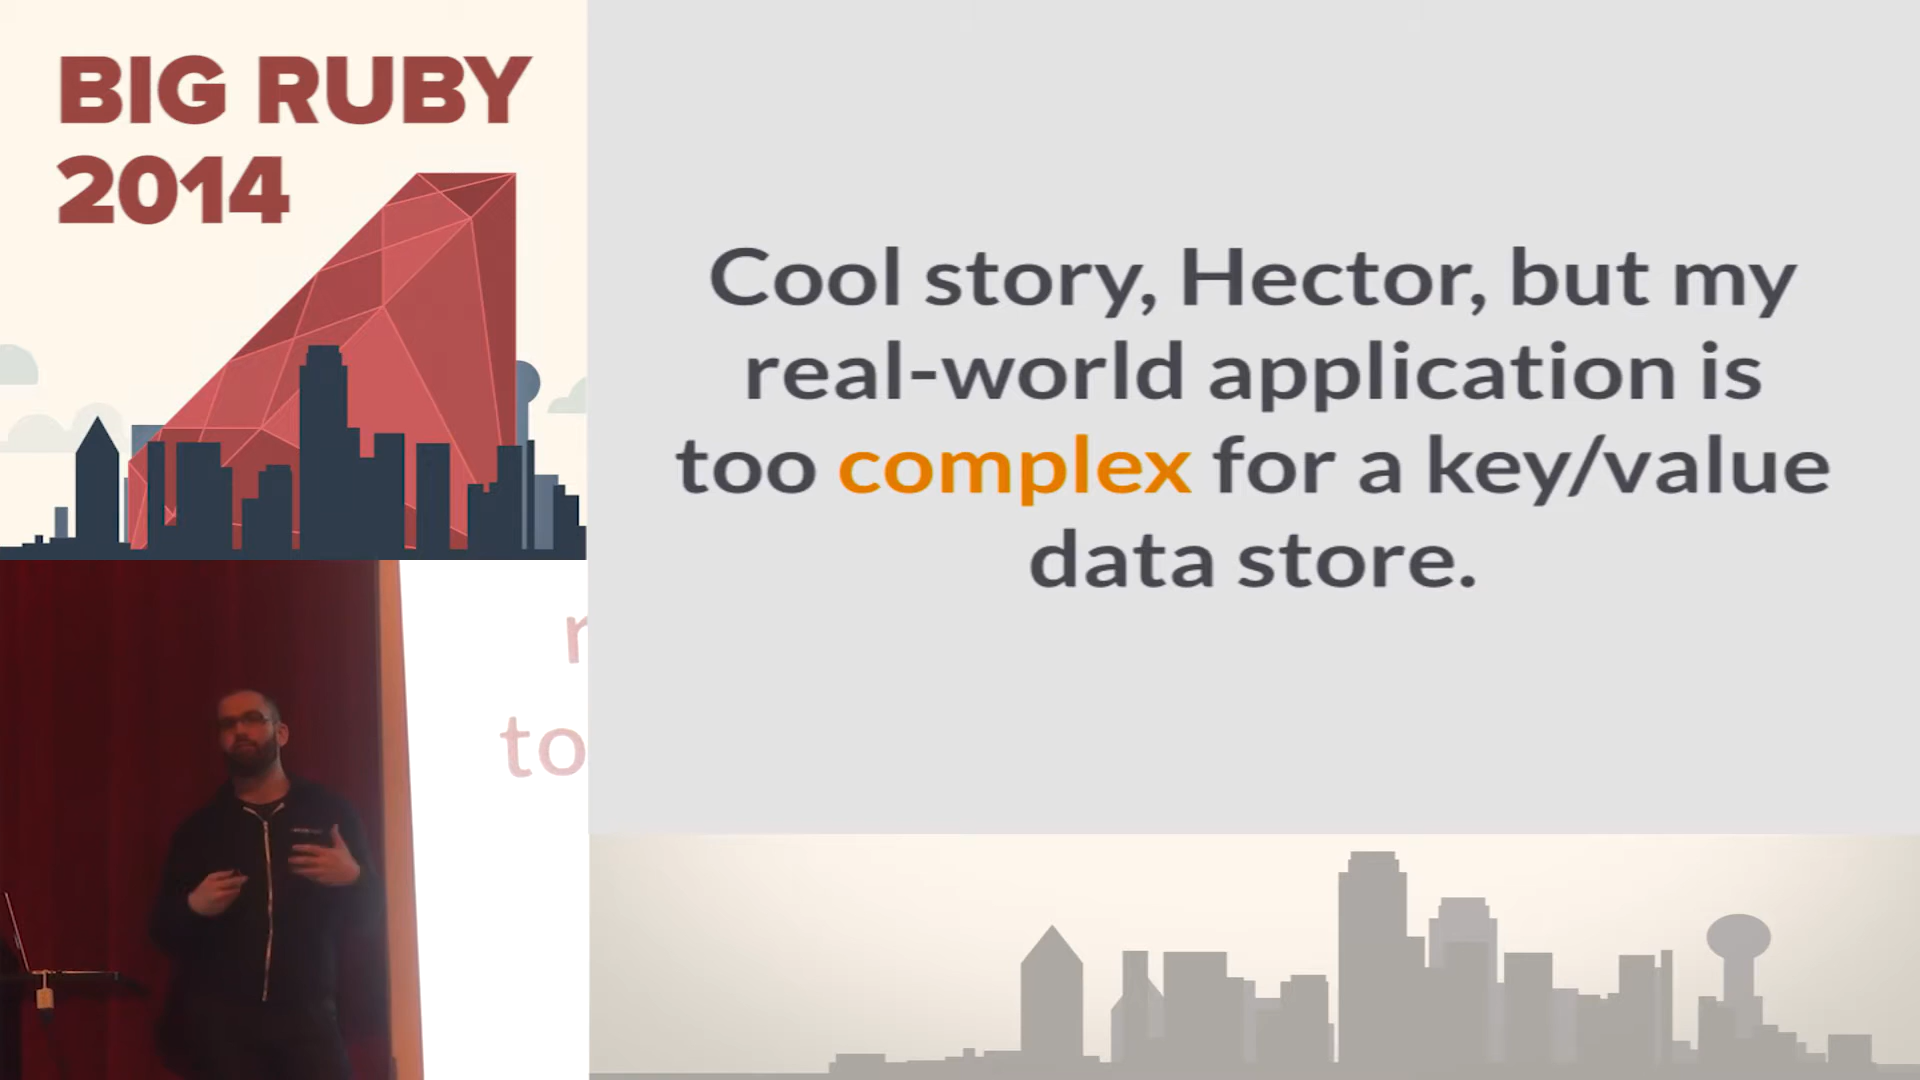 BIG RUBY
2014
Cool story, Hector, but my
real-world application is
too complex for a key/value
data store.
r
to